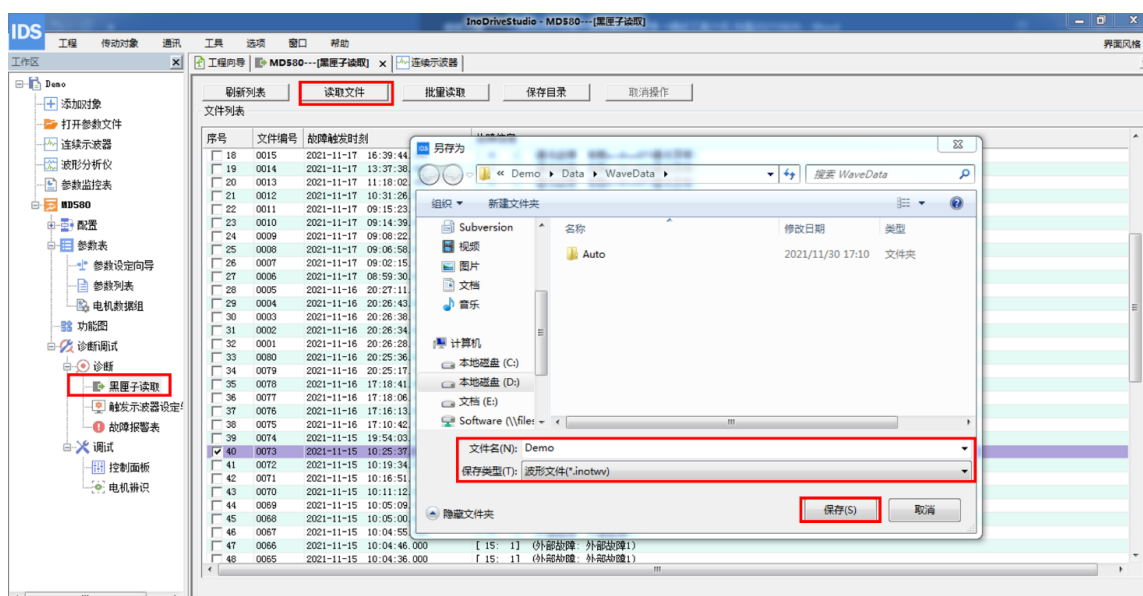 InoDriveStudio - MD580---[黑匣子读取]
IDS
工程 传动对象 通讯 工具 选项 窗口 帮助 界面风格
工作区
工程向导 MD580---[黑匣子读取] 连续示波器
Demo
添加对象
打开参数文件
连续示波器
波形分析仪
参数监控表
MD580
配置
参数表
参数设定向导
参数列表
电机数据组
功能图
诊断调试
诊断
黑匣子读取
触发示波器设定
故障报警表
调试
控制面板
电机辨识
刷新列表 读取文件 批量读取 保存目录 取消操作
文件列表
序号 文件编号 故障触发时刻
18 0015 2021-11-17 16:39:44.
19 0014 2021-11-17 13:37:38.
20 0013 2021-11-17 11:18:02.
21 0012 2021-11-17 10:31:26.
22 0011 2021-11-17 09:15:23.
23 0010 2021-11-17 09:14:39.
24 0009 2021-11-17 09:08:22.
25 0008 2021-11-17 09:06:58.
26 0007 2021-11-17 09:02:15.
27 0006 2021-11-17 08:59:30.
28 0005 2021-11-16 20:27:11.
29 0004 2021-11-16 20:26:43.
30 0003 2021-11-16 20:26:38.
31 0002 2021-11-16 20:26:34.
32 0001 2021-11-16 20:26:28.
33 0080 2021-11-16 20:25:36.
34 0079 2021-11-16 20:25:17.
35 0078 2021-11-16 17:18:41.
36 0077 2021-11-16 17:18:06.
37 0076 2021-11-16 17:16:13.
38 0075 2021-11-16 17:10:42.
39 0074 2021-11-15 19:54:03.
40 0073 2021-11-15 10:25:37.
41 0072 2021-11-15 10:19:34.
42 0071 2021-11-15 10:16:51.
43 0070 2021-11-15 10:11:12.
44 0069 2021-11-15 10:05:09.
45 0068 2021-11-15 10:05:00.
46 0067 2021-11-15 10:04:55.
47 0066 2021-11-15 10:04:46.000 [ 15: 1] (外部故障: 外部故障1)
48 0065 2021-11-15 10:04:36.000 [ 15: 1] (外部故障: 外部故障1)
另存为
« Demo ▸ Data ▸ WaveData ▸ 搜索 WaveData
组织 新建文件夹
Subversion
视频
图片
文档
音乐
计算机
本地磁盘 (C:)
本地磁盘 (D:)
文档 (E:)
Software (\\files
名称 修改日期 类型
Auto 2021/11/30 17:10 文件夹
文件名(N): Demo
保存类型(T): 波形文件(*.inotwv)
隐藏文件夹 保存(S) 取消